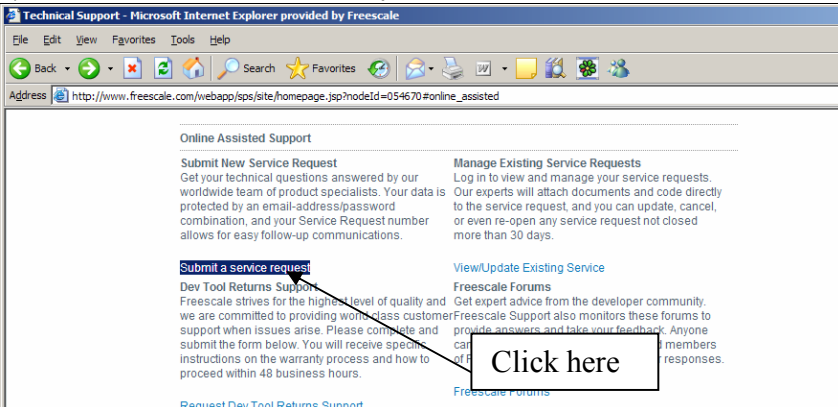 Technical Support - Microsoft Internet Explorer provided by Freescale
File Edit View Favorites Tools Help
Back Search Favorites
Address http://www.freescale.com/webapp/sps/site/homepage.jsp?nodeId=054670#online_assisted
Online Assisted Support
Submit New Service Request
Get your technical questions answered by our
worldwide team of product specialists. Your data is
protected by an email-address/password
combination, and your Service Request number
allows for easy follow-up communications.
Submit a service request
Manage Existing Service Requests
Log in to view and manage your service requests.
Our experts will attach documents and code directly
to the service request, and you can update, cancel,
or even re-open any service request not closed
more than 30 days.
View/Update Existing Service
Dev Tool Returns Support
Freescale strives for the highest level of quality and
we are committed to providing world class customer
support when issues arise. Please complete and
submit the form below. You will receive specific
instructions on the warranty process and how to
proceed within 48 business hours.
Request Dev Tool Returns Support
Freescale Forums
Get expert advice from the developer community.
Freescale Support also monitors these forums to
provide answers and take your feedback. Anyone
members
of responses.
Freescale Forums
Click here